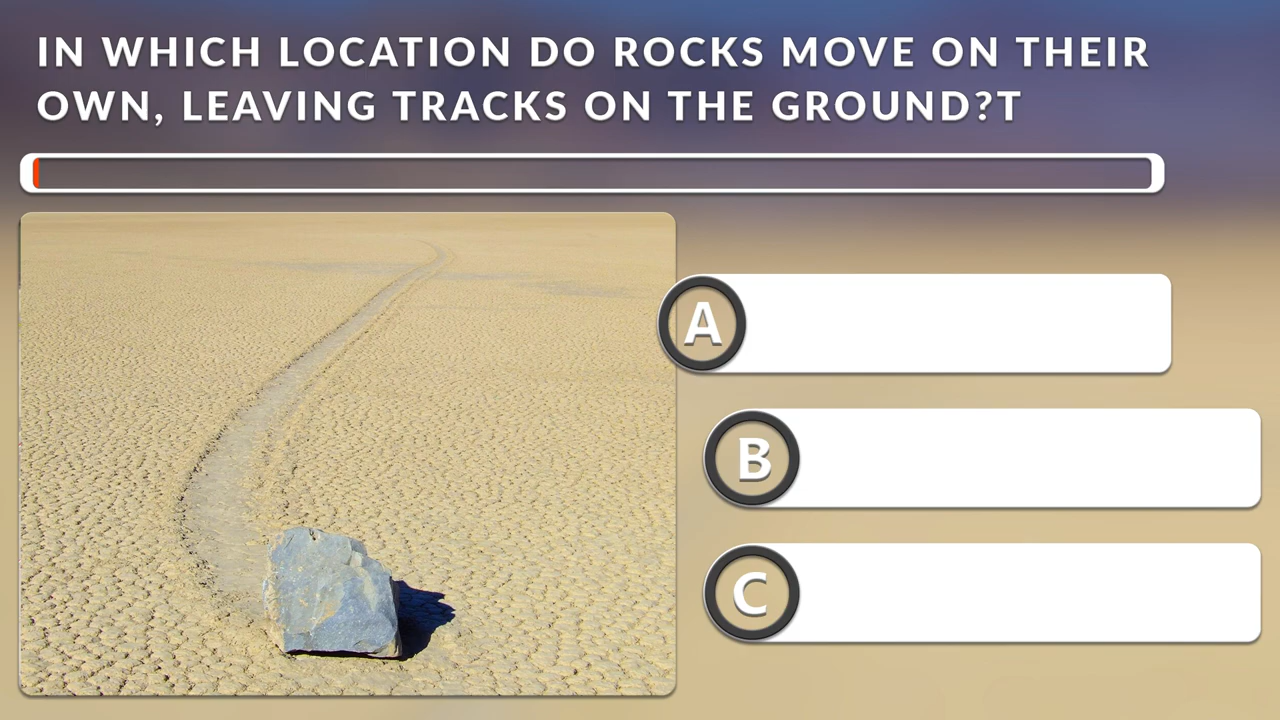 IN WHICH LOCATION DO ROCKS MOVE ON THEIR
OWN, LEAVING TRACKS ON THE GROUND?T
A
B
C